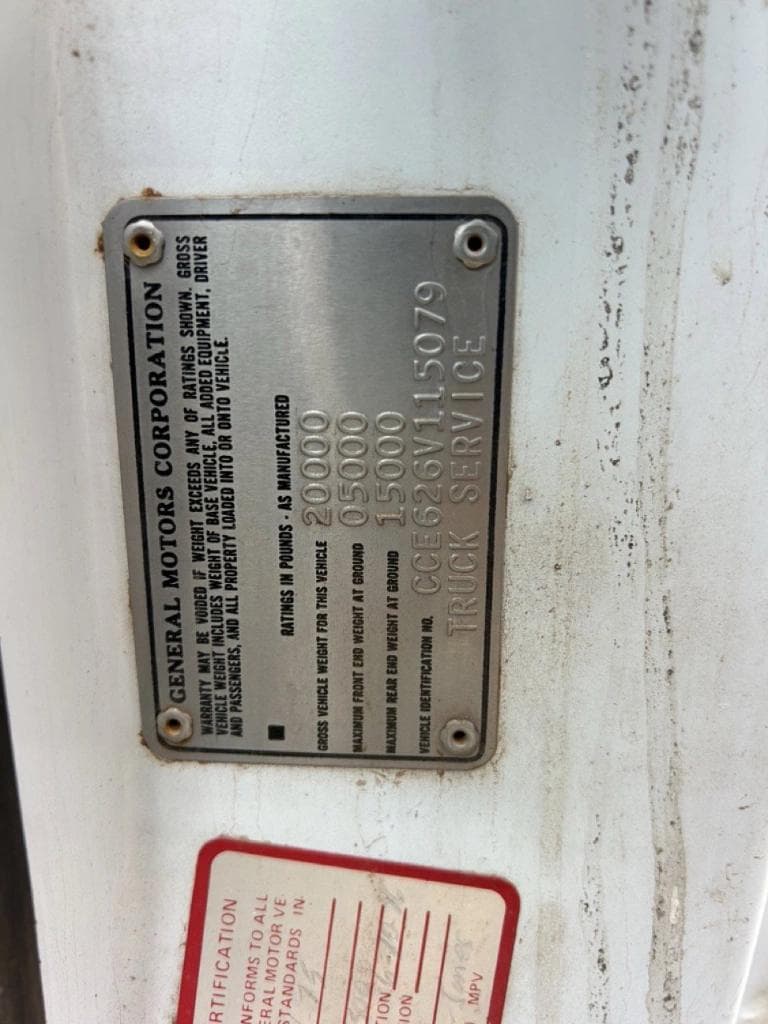 GENERAL MOTORS CORPORATION
WARRANTY MAY BE VOIDED IF WEIGHT EXCEEDS ANY OF RATINGS SHOWN. GROSS
VEHICLE WEIGHT INCLUDES WEIGHT OF BASE VEHICLE, ALL ADDED EQUIPMENT, DRIVER
AND PASSENGERS, AND ALL PROPERTY LOADED INTO OR ONTO VEHICLE.
RATINGS IN POUNDS - AS MANUFACTURED
GROSS VEHICLE WEIGHT FOR THIS VEHICLE 20000
MAXIMUM FRONT END WEIGHT AT GROUND 05000
MAXIMUM REAR END WEIGHT AT GROUND 15000
VEHICLE IDENTIFICATION NO. CCE626V115079
TRUCK SERVICE
RTIFICATION
NFORMS TO ALL
ERAL MOTOR VE
STANDARDS IN
TION
ION
MPV